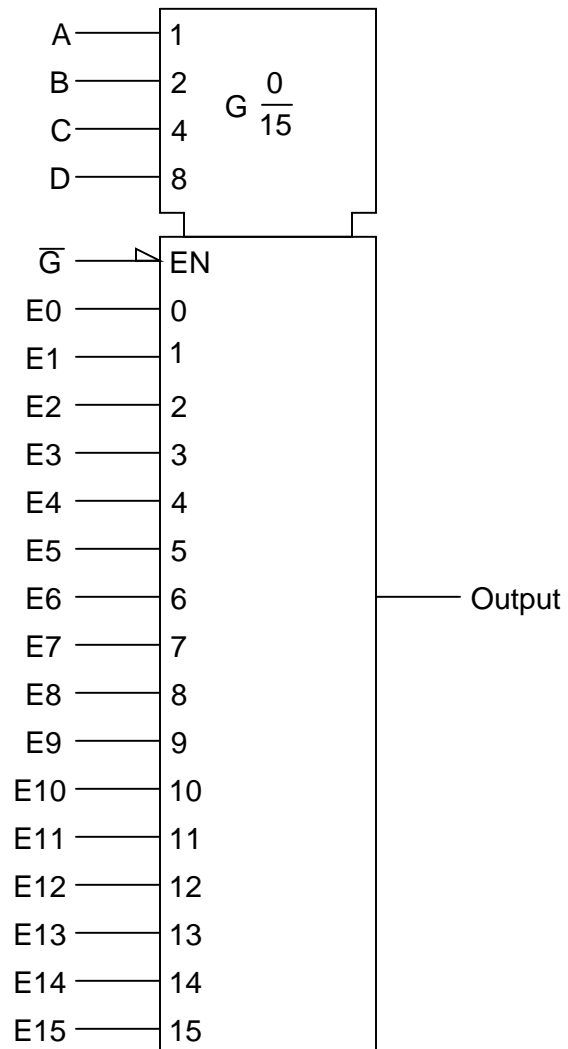 A 1
B 2
G 0/15
C 4
D 8
G̅ EN
E0 0
E1 1
E2 2
E3 3
E4 4
E5 5
E6 6 Output
E7 7
E8 8
E9 9
E10 10
E11 11
E12 12
E13 13
E14 14
E15 15